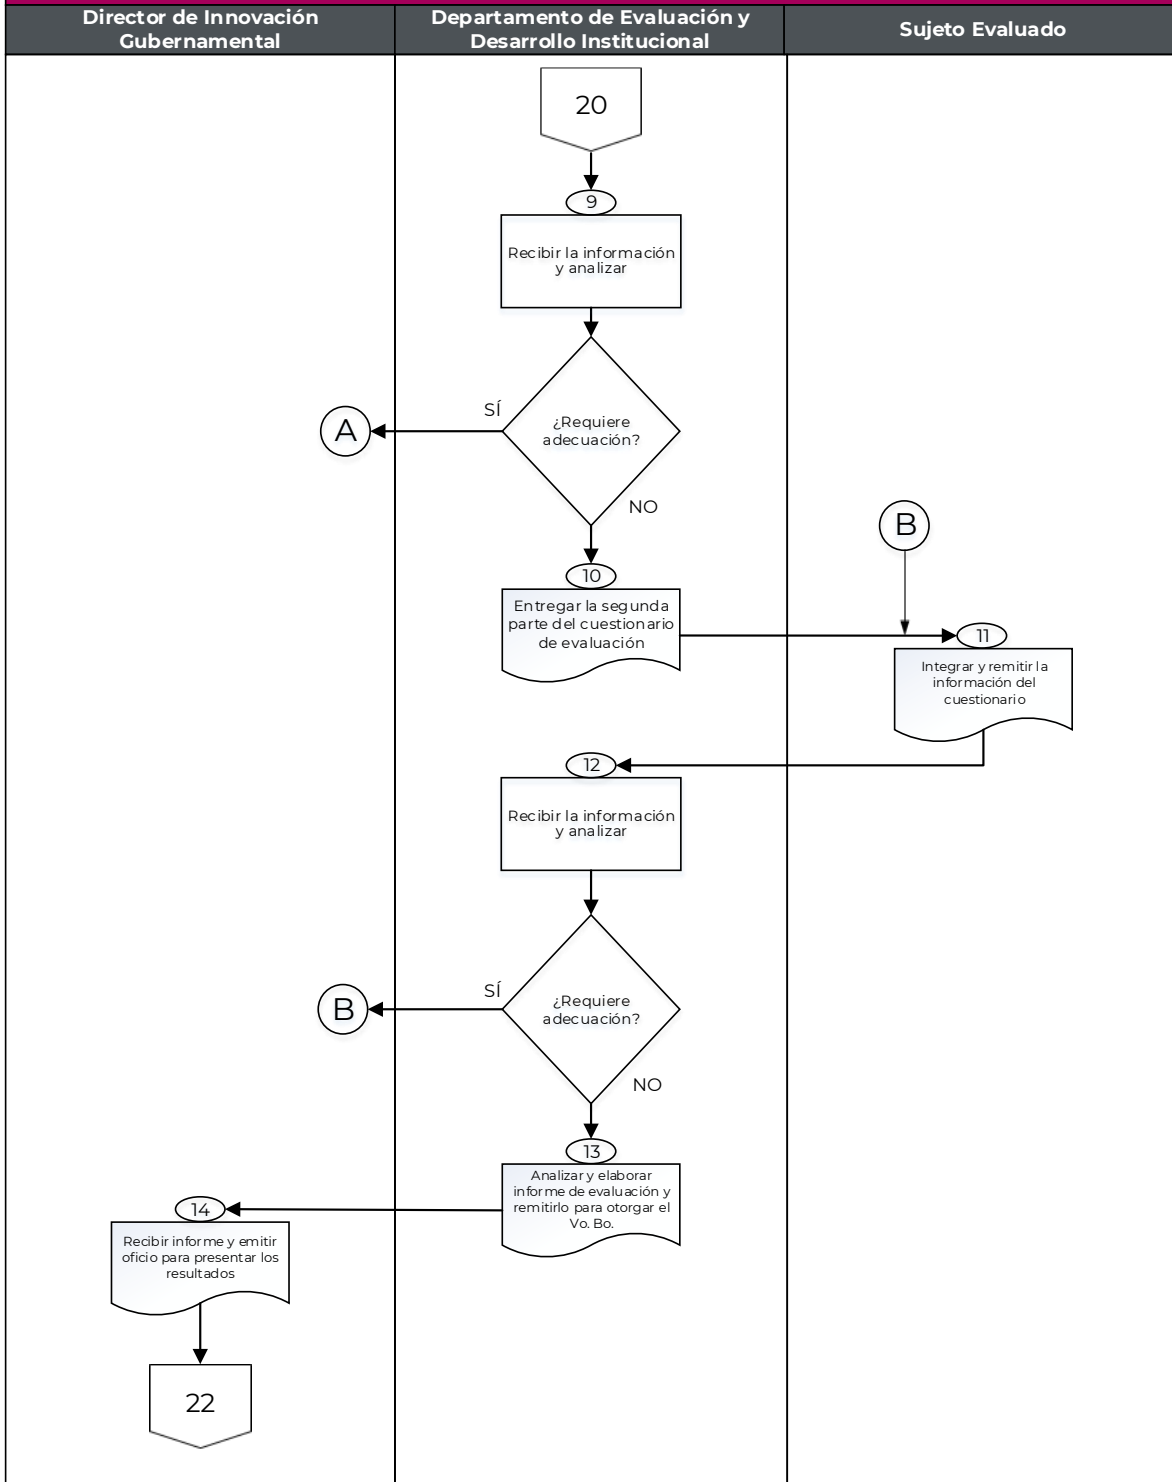 Director de Innovación
Gubernamental
Departamento de Evaluación y
Desarrollo Institucional
Sujeto Evaluado
20
9
Recibir la información
y analizar
SÍ
¿Requiere
adecuación?
A
NO
B
10
Entregar la segunda
parte del cuestionario
de evaluación
11
Integrar y remitir la
información del
cuestionario
12
Recibir la información
y analizar
SÍ
¿Requiere
adecuación?
B
NO
13
Analizar y elaborar
informe de evaluación y
remitirlo para otorgar el
Vo. Bo.
14
Recibir informe y emitir
oficio para presentar los
resultados
22